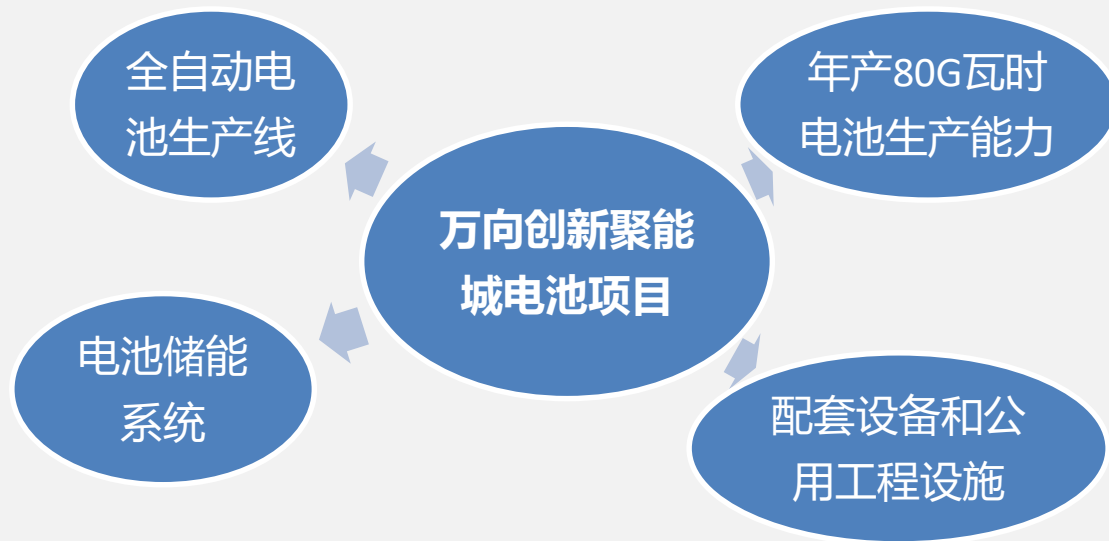 全自动电
池生产线
年产80G瓦时
电池生产能力
万向创新聚能
城电池项目
电池储能
系统
配套设备和公
用工程设施